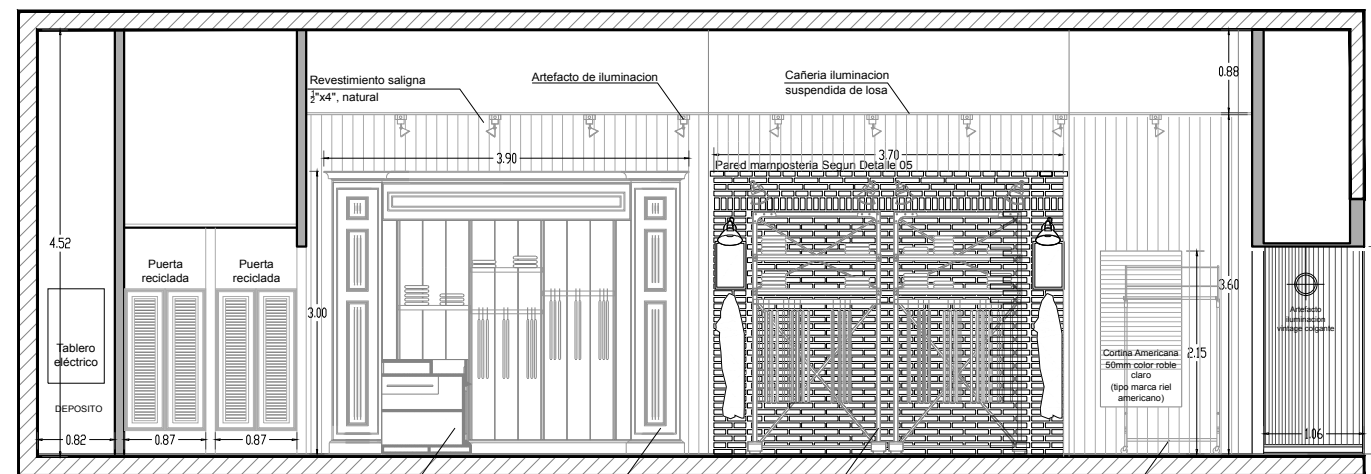 0.88
Revestimiento saligna
½"x4", natural
Artefacto de iluminacion
Cañeria iluminacion
suspendida de losa
3.90
3.70
Pared mamposteria Segun Detalle 05
4.52
Puerta
reciclada
Puerta
reciclada
3.00
3.60
Artefacto
iluminacion
vintage colgante
Tablero
eléctrico
Cortina Americana
50mm color roble
claro
(tipo marca riel
americano)
2.15
DEPOSITO
0.82
0.87
0.87
1.06